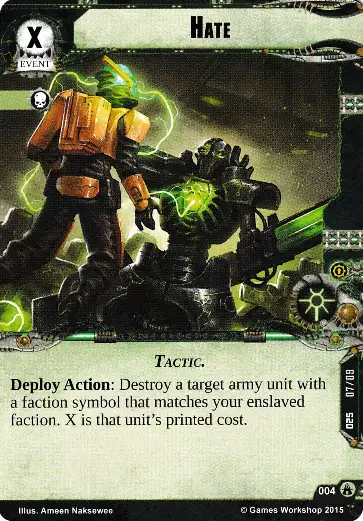 HATE
X
EVENT
TACTIC.
Deploy Action: Destroy a target army unit with
a faction symbol that matches your enslaved
faction. X is that unit's printed cost.
025 07/09
004
Illus. Ameen Naksewee
© Games Workshop 2015